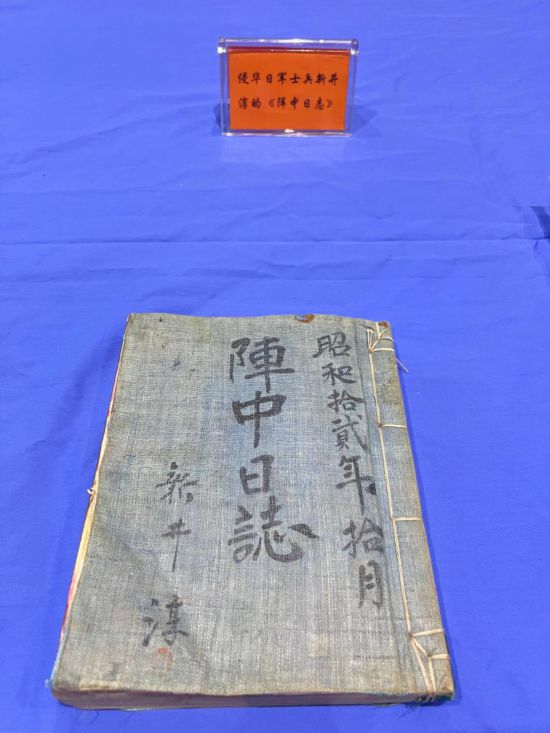 侵华日军士兵新井
淳的《阵中日志》
昭和拾貳年拾月
陣中日誌
新井淳